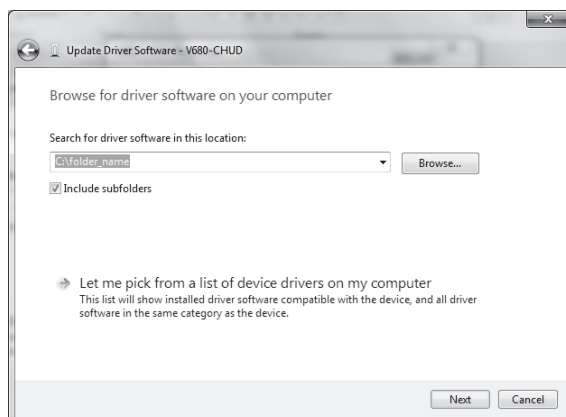 Update Driver Software - V680-CHUD
Browse for driver software on your computer
Search for driver software in this location:
C:\folder_name
Browse...
Include subfolders
Let me pick from a list of device drivers on my computer
This list will show installed driver software compatible with the device, and all driver
software in the same category as the device.
Next Cancel